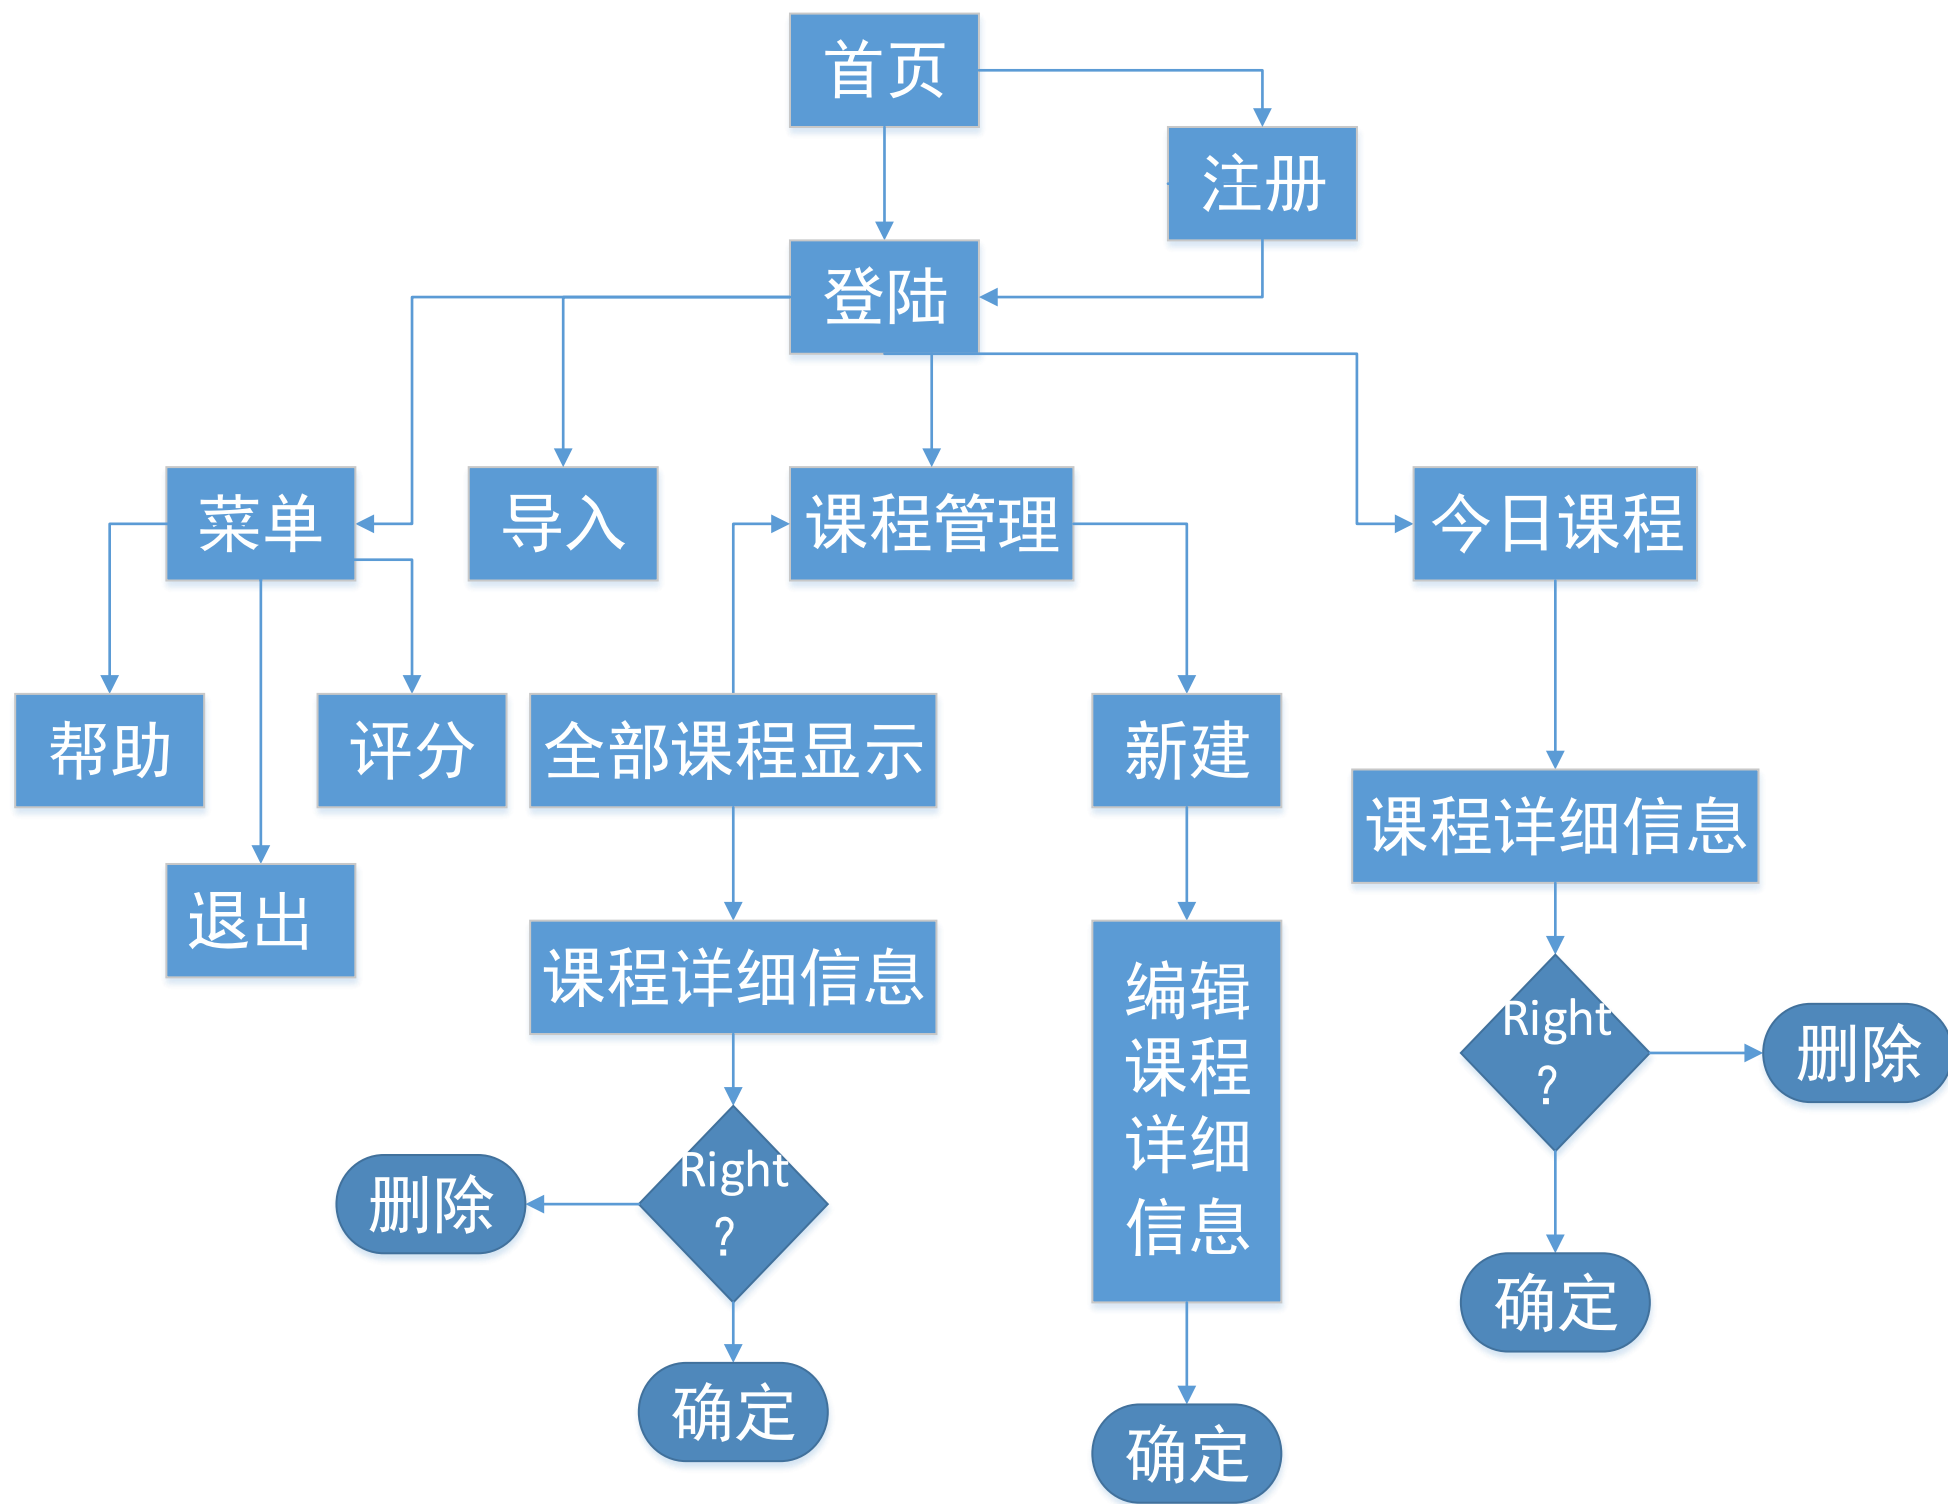 首页
注册
登陆
菜单
导入
课程管理
今日课程
帮助
评分
全部课程显示
新建
课程详细信息
退出
课程详细信息
编辑
课程
详细
信息
Right
?
删除
Right
?
删除
确定
确定
确定